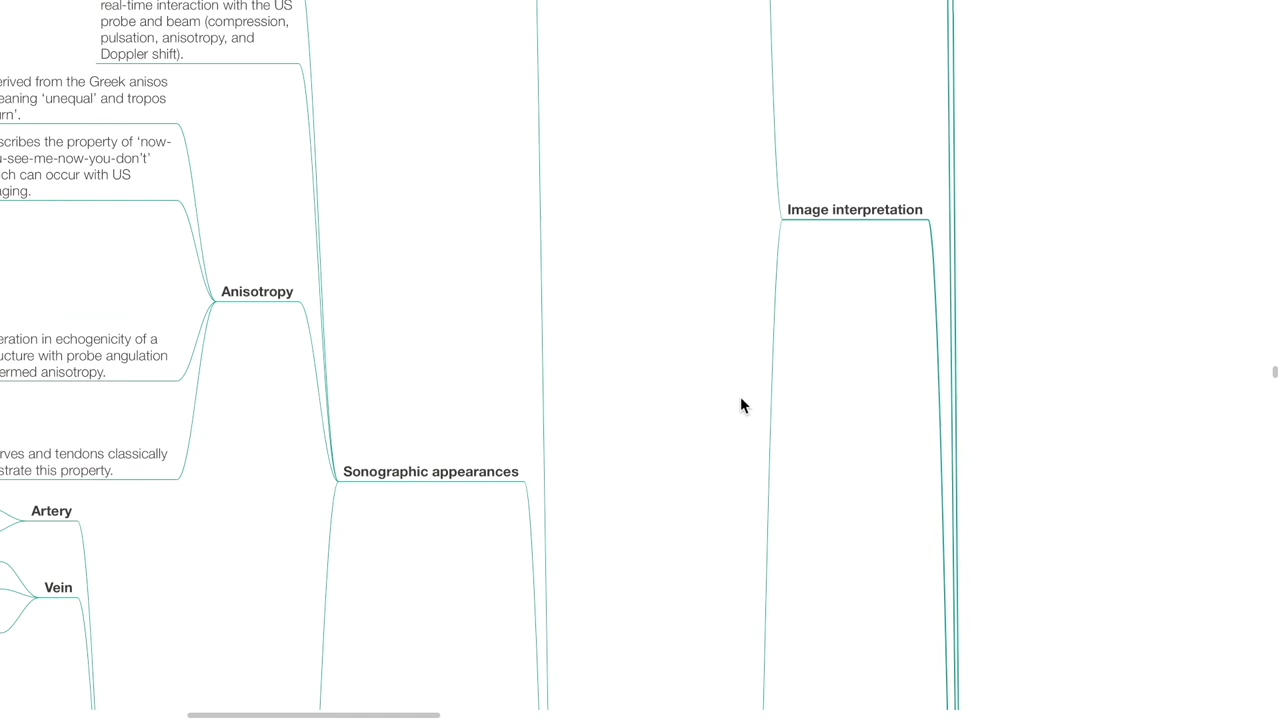 real-time interaction with the US
probe and beam (compression,
pulsation, anisotropy, and
Doppler shift).
erived from the Greek anisos
eaning ‘unequal’ and tropos
urn’.
scribes the property of ‘now-
-see-me-now-you-don’t’
ch can occur with US
ging.
Image interpretation
Anisotropy
eration in echogenicity of a
ucture with probe angulation
ermed anisotropy.
rves and tendons classically
strate this property.
Sonographic appearances
Artery
Vein